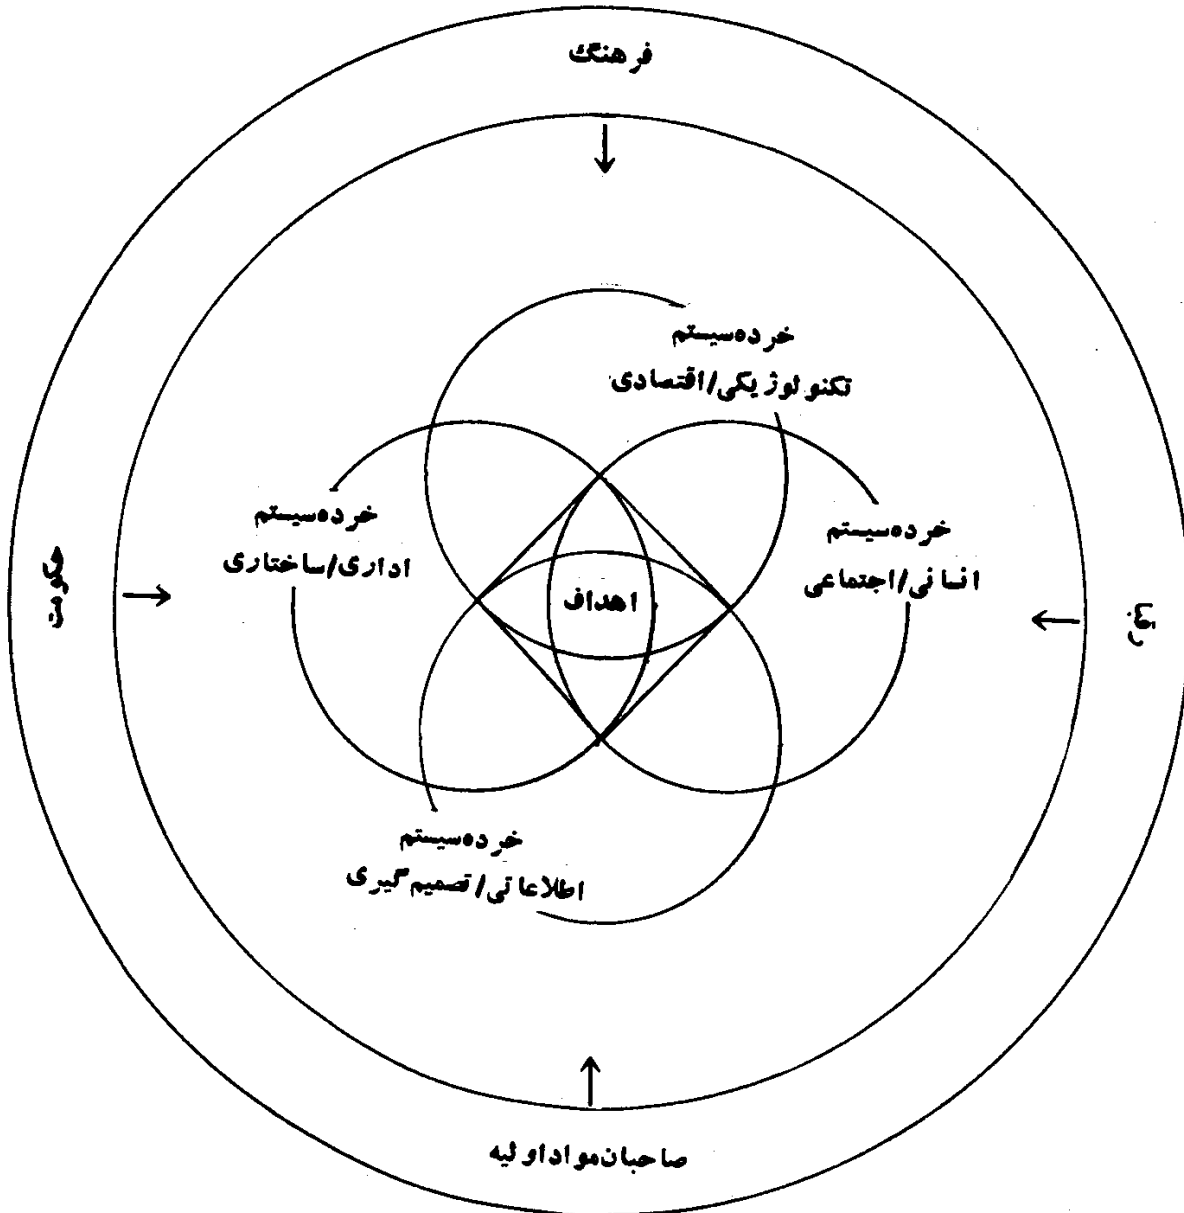 فرهنگ
خرده‌سیستم
تکنولوژیکی/اقتصادی
خرده‌سیستم
انسانی/اجتماعی
خرده‌سیستم
اداری/ساختاری
اهداف
حکومت
خرده‌سیستم
اطلاعاتی/تصمیم‌گیری
صاحبان‌مواداولیه